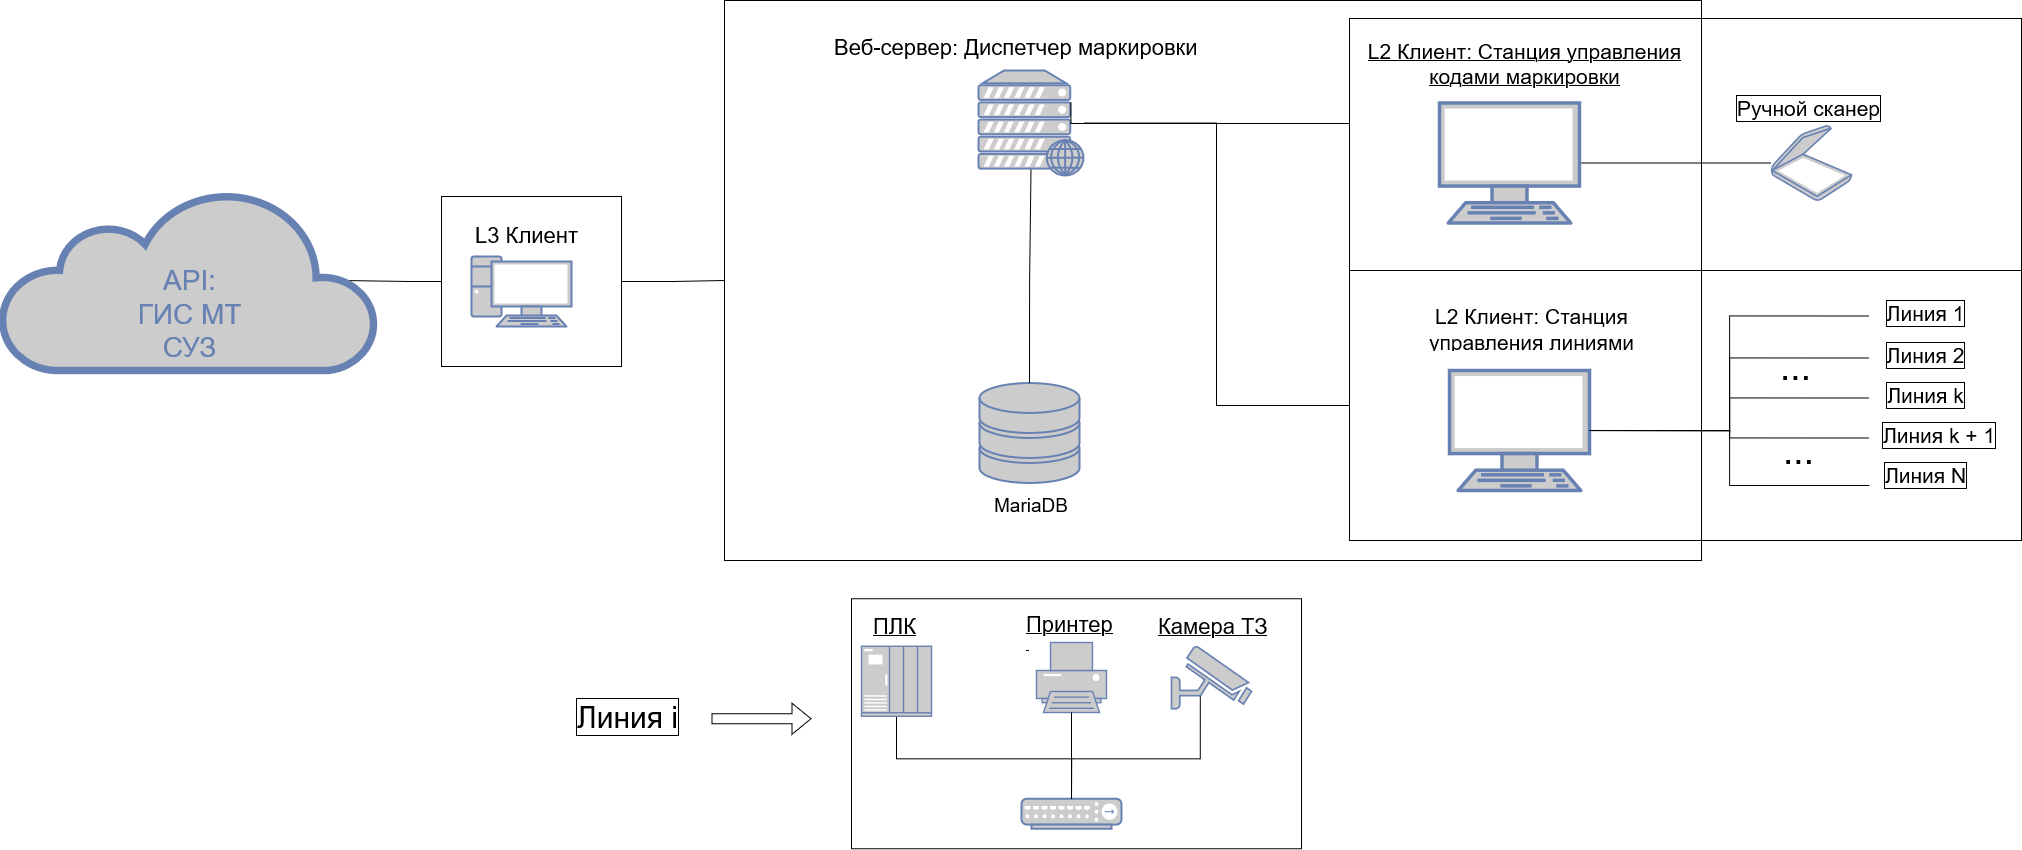 API:
ГИС МТ
СУЗ
L3 Клиент
Веб-сервер: Диспетчер маркировки
MariaDB
L2 Клиент: Станция управления
кодами маркировки
Ручной сканер
L2 Клиент: Станция
управления линиями
Линия 1
Линия 2
...
Линия k
Линия k + 1
...
Линия N
Линия i
ПЛК
Принтер
Камера ТЗ